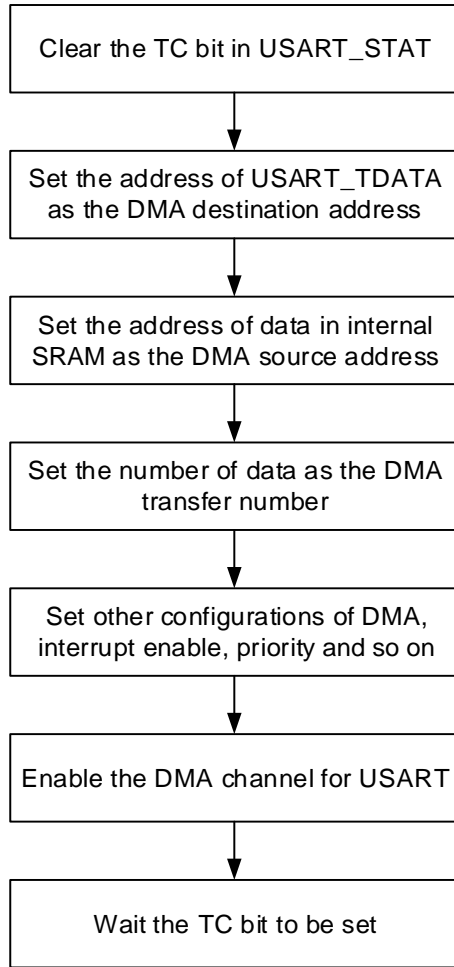 Clear the TC bit in USART_STAT
Set the address of USART_TDATA
as the DMA destination address
Set the address of data in internal
SRAM as the DMA source address
Set the number of data as the DMA
transfer number
Set other configurations of DMA,
interrupt enable, priority and so on
Enable the DMA channel for USART
Wait the TC bit to be set